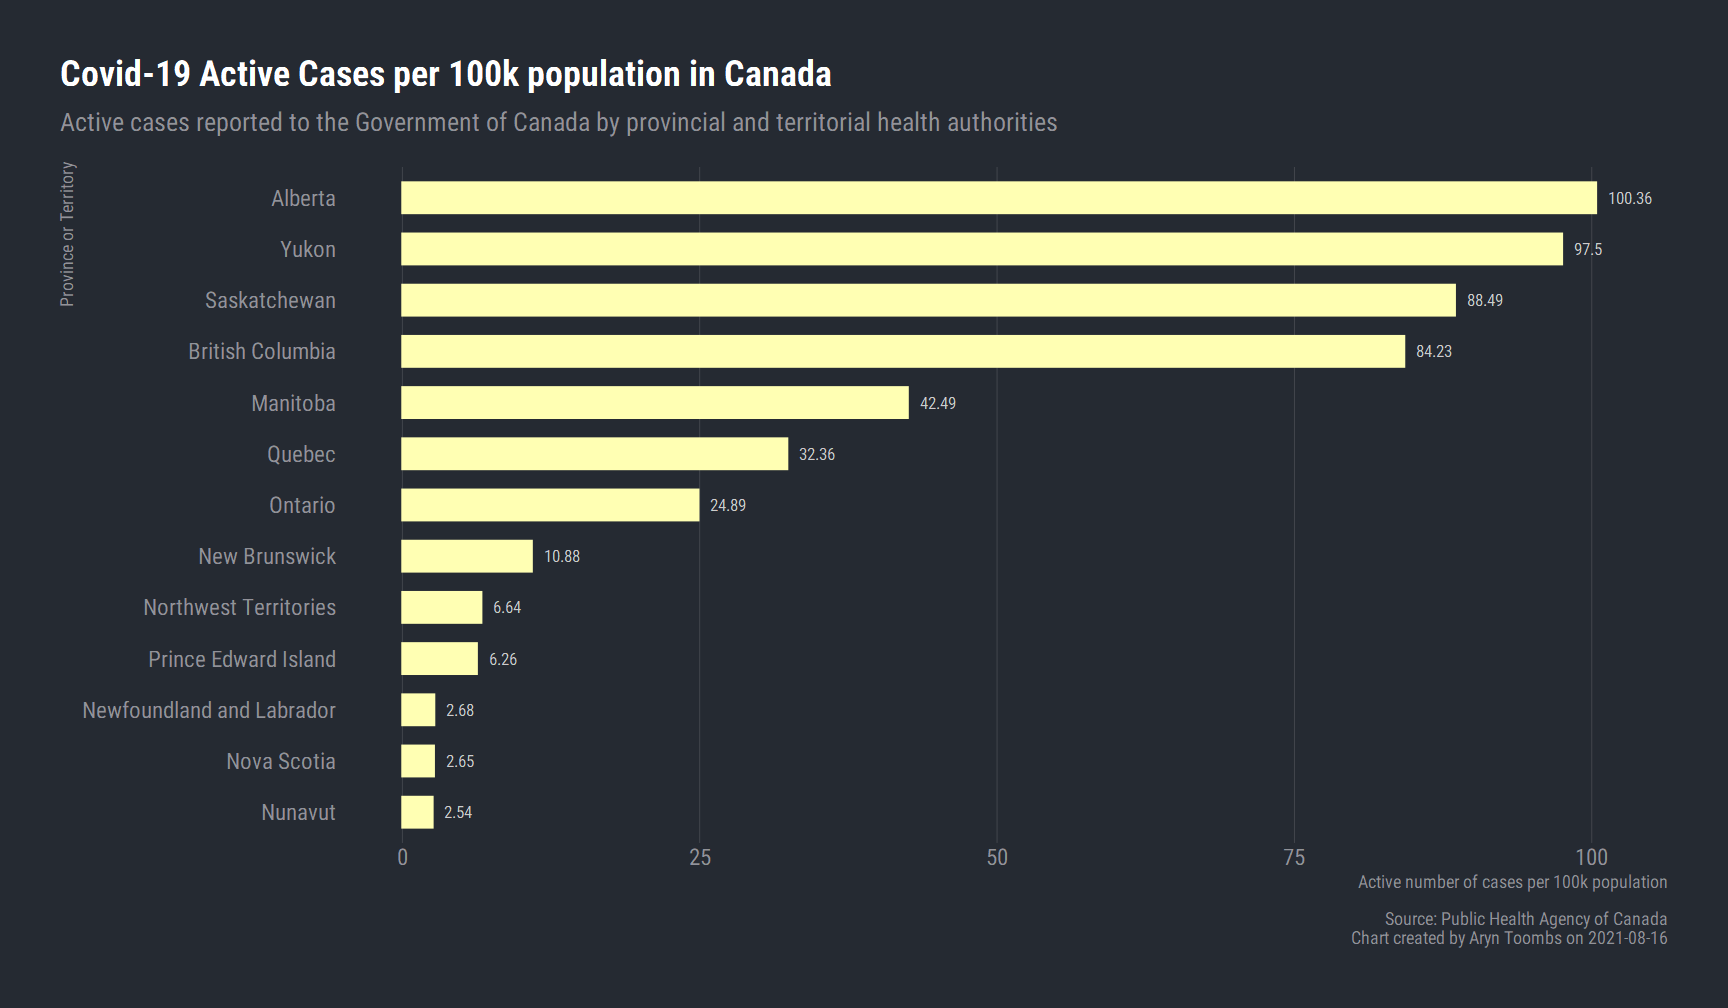 Covid-19 Active Cases per 100k population in Canada
Active cases reported to the Government of Canada by provincial and territorial health authorities
Province or Territory
Alberta 100.36
Yukon 97.5
Saskatchewan 88.49
British Columbia 84.23
Manitoba 42.49
Quebec 32.36
Ontario 24.89
New Brunswick 10.88
Northwest Territories 6.64
Prince Edward Island 6.26
Newfoundland and Labrador 2.68
Nova Scotia 2.65
Nunavut 2.54
0 25 50 75 100
Active number of cases per 100k population
Source: Public Health Agency of Canada
Chart created by Aryn Toombs on 2021-08-16